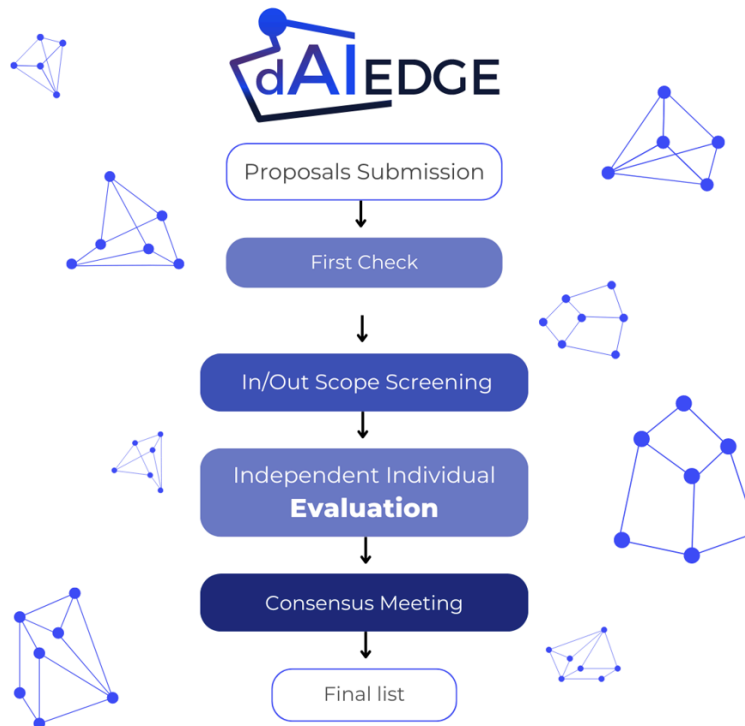 dAIEDGE
Proposals Submission
First Check
In/Out Scope Screening
Independent Individual
Evaluation
Consensus Meeting
Final list